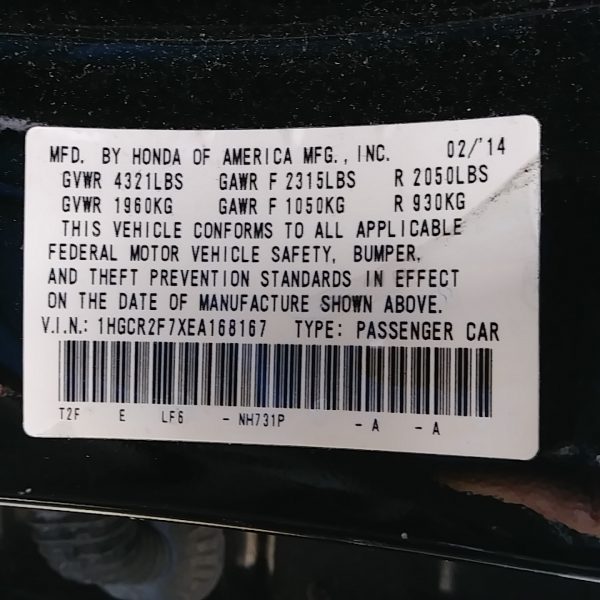 MFD. BY HONDA OF AMERICA MFG., INC. 02/'14
GVWR 4321LBS GAWR F 2315LBS R 2050LBS
GVWR 1960KG GAWR F 1050KG R 930KG
THIS VEHICLE CONFORMS TO ALL APPLICABLE
FEDERAL MOTOR VEHICLE SAFETY, BUMPER,
AND THEFT PREVENTION STANDARDS IN EFFECT
ON THE DATE OF MANUFACTURE SHOWN ABOVE.
V.I.N.: 1HGCR2F7XEA168167 TYPE: PASSENGER CAR
T2F E LF6 - NH731P - A - A